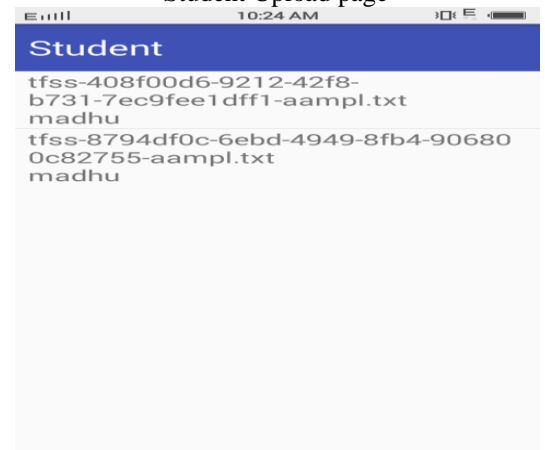 Student Upload page
E
10:24 AM
E
Student
tfss-408f00d6-9212-42f8-
b731-7ec9fee1dff1-aampl.txt
madhu
tfss-8794df0c-6ebd-4949-8fb4-90680
0c82755-aampl.txt
madhu